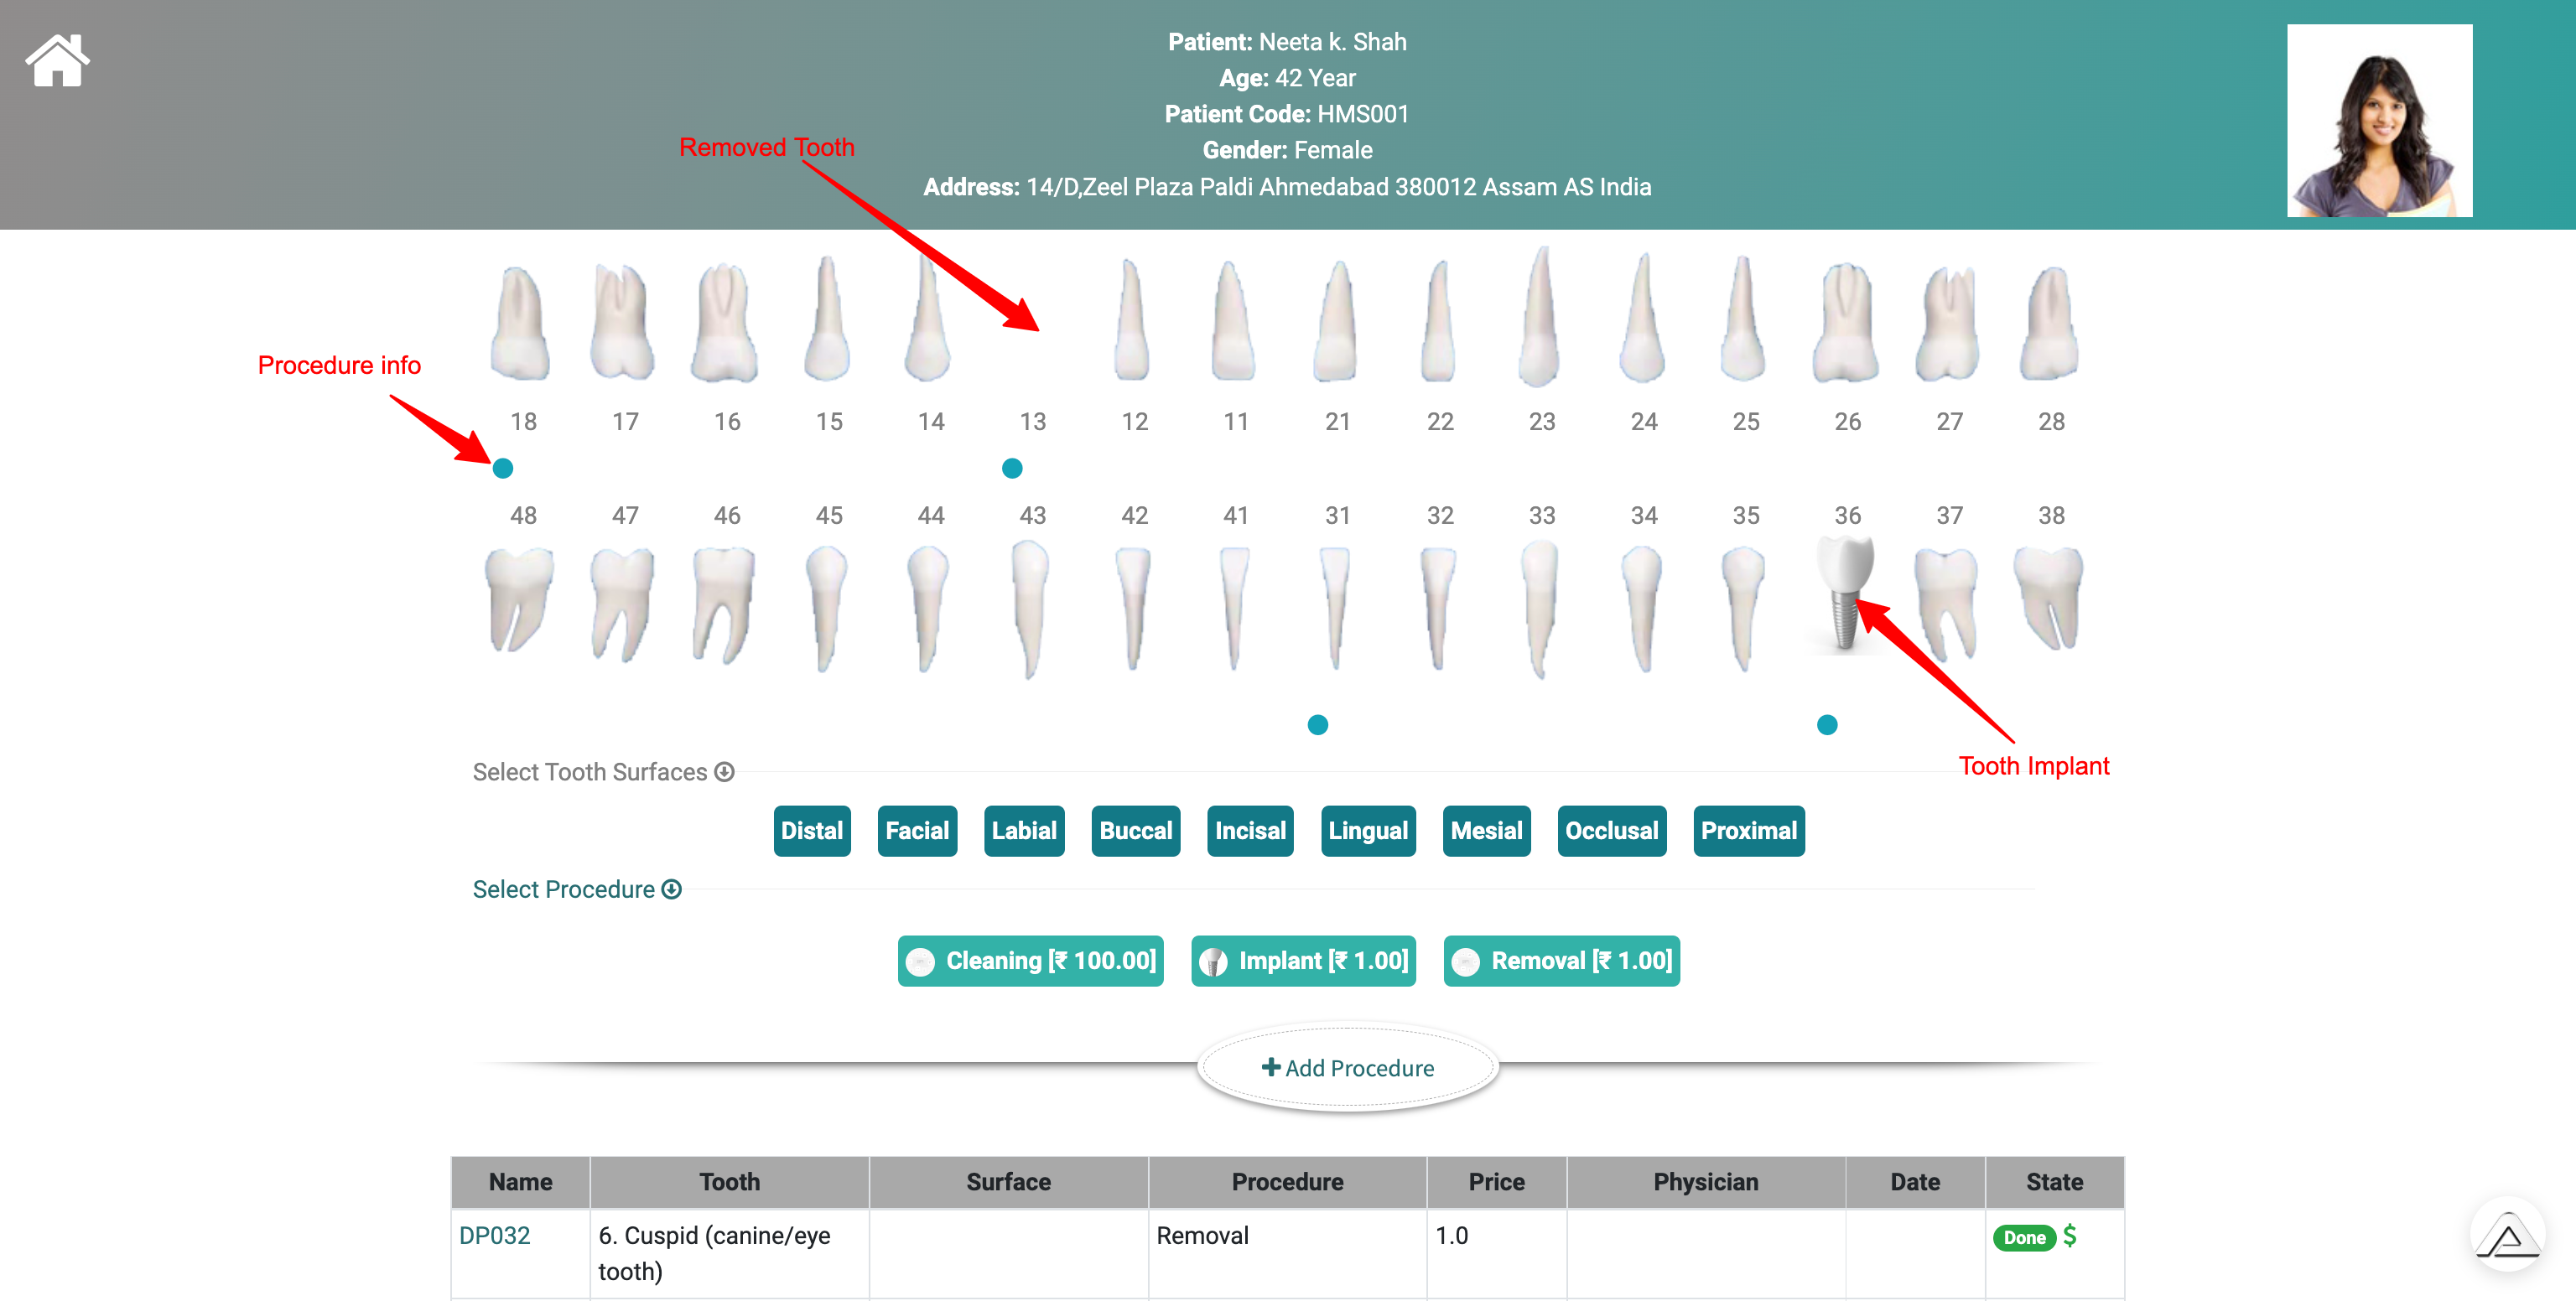 Patient: Neeta k. Shah
Age: 42 Year
Patient Code: HMS001
Gender: Female
Address: 14/D,Zeel Plaza Paldi Ahmedabad 380012 Assam AS India
Removed Tooth
Procedure info
18 17 16 15 14 13 12 11 21 22 23 24 25 26 27 28
48 47 46 45 44 43 42 41 31 32 33 34 35 36 37 38
Tooth Implant
Select Tooth Surfaces
Distal Facial Labial Buccal Incisal Lingual Mesial Occlusal Proximal
Select Procedure
Cleaning [₹ 100.00] Implant [₹ 1.00] Removal [₹ 1.00]
Add Procedure
Name Tooth Surface Procedure Price Physician Date State
DP032 6. Cuspid (canine/eye Removal 1.0 Done $
tooth)